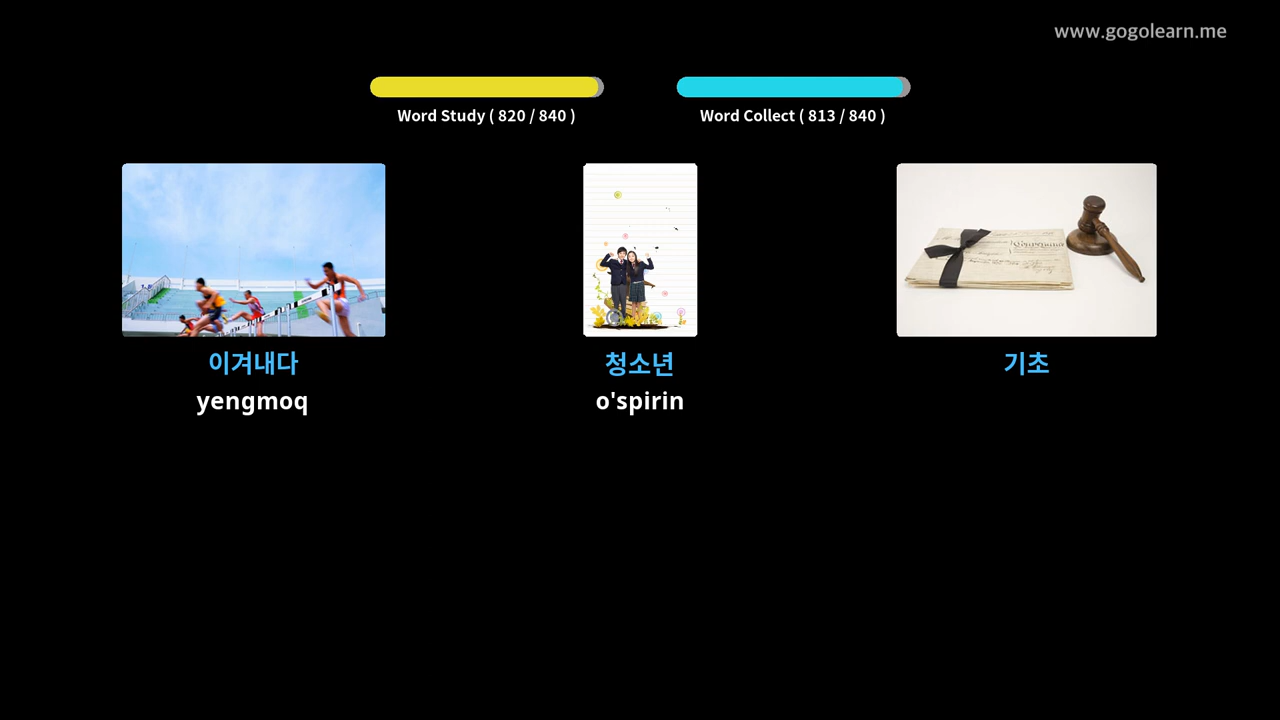 www.gogolearn.me
Word Study ( 820 / 840 )
Word Collect ( 813 / 840 )
이겨내다
청소년
기초
yengmoq
o'spirin